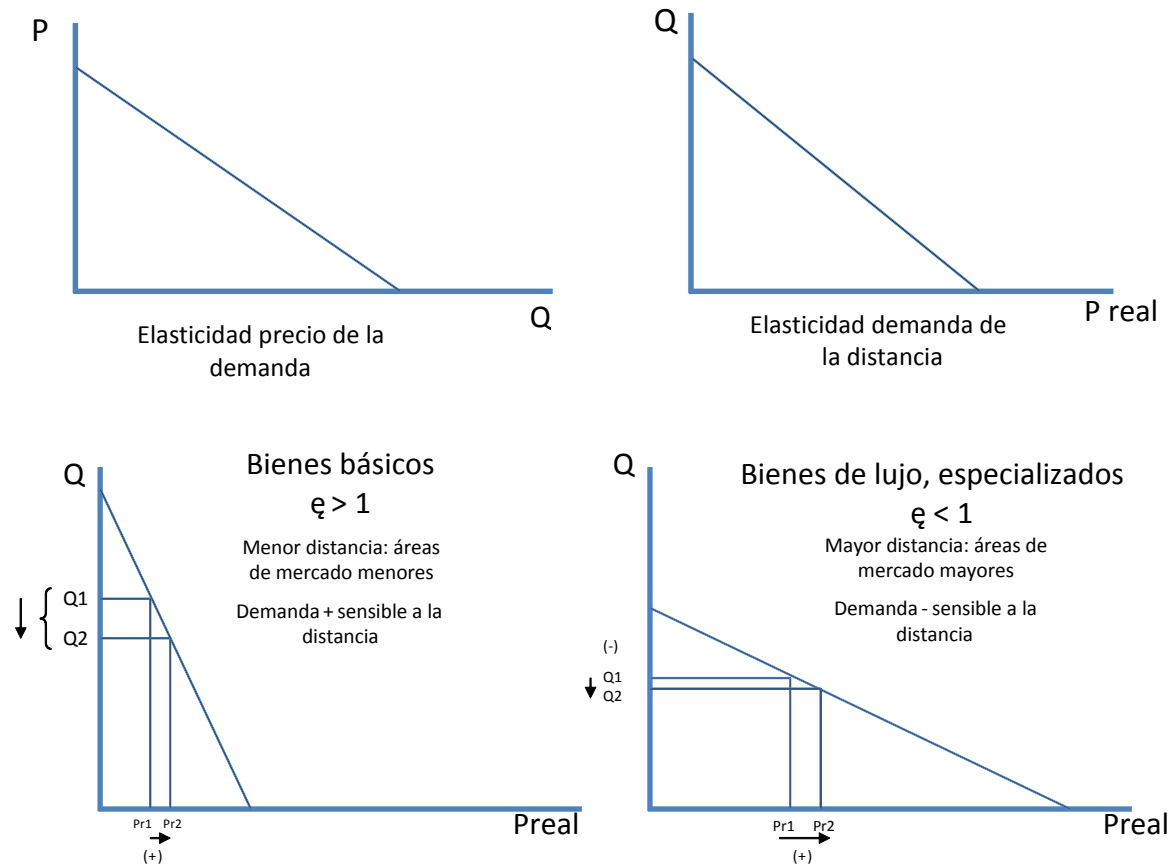 P
Q
Elasticidad precio de la
demanda
Q
P real
Elasticidad demanda de
la distancia
Q
Bienes básicos
ę > 1
Menor distancia: áreas
de mercado menores
Demanda + sensible a la
distancia
Q1
Q2
Pr1 Pr2
(+)
Preal
Q
Bienes de lujo, especializados
ę < 1
Mayor distancia: áreas de
mercado mayores
Demanda - sensible a la
distancia
(-)
Q1
Q2
Pr1 Pr2
(+)
Preal